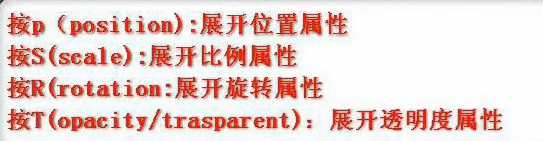 按p（position):展开位置属性
按S(scale):展开比例属性
按R(rotation:展开旋转属性
按T(opacity/trasparent)：展开透明度属性